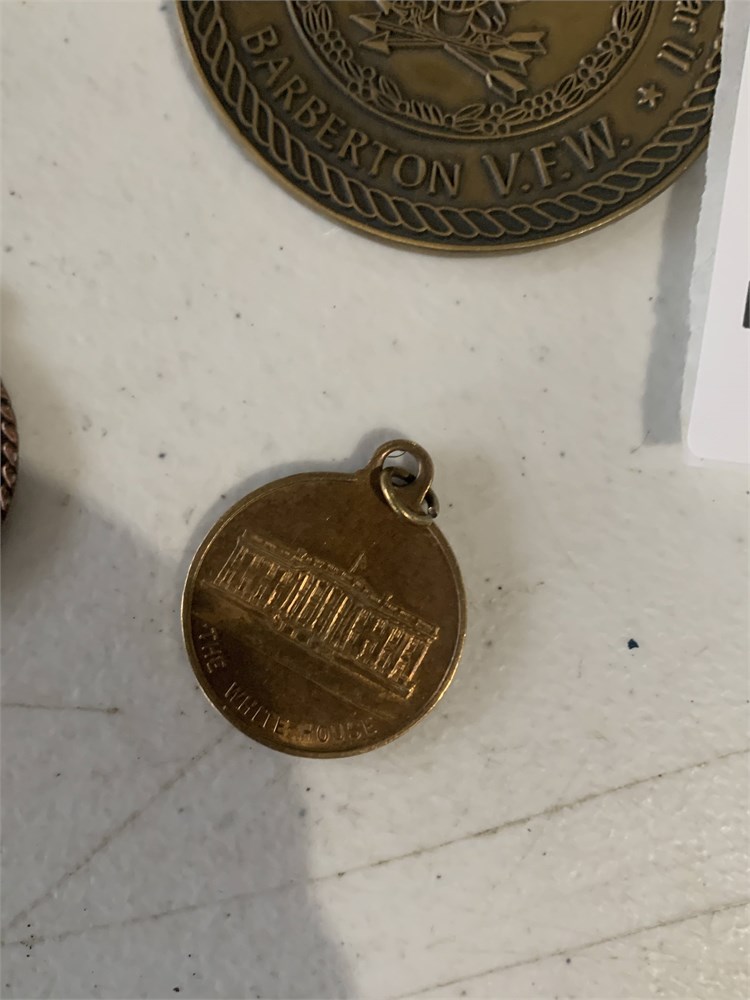 BARBERTON V.F.W. ★
THE WHITE HOUSE